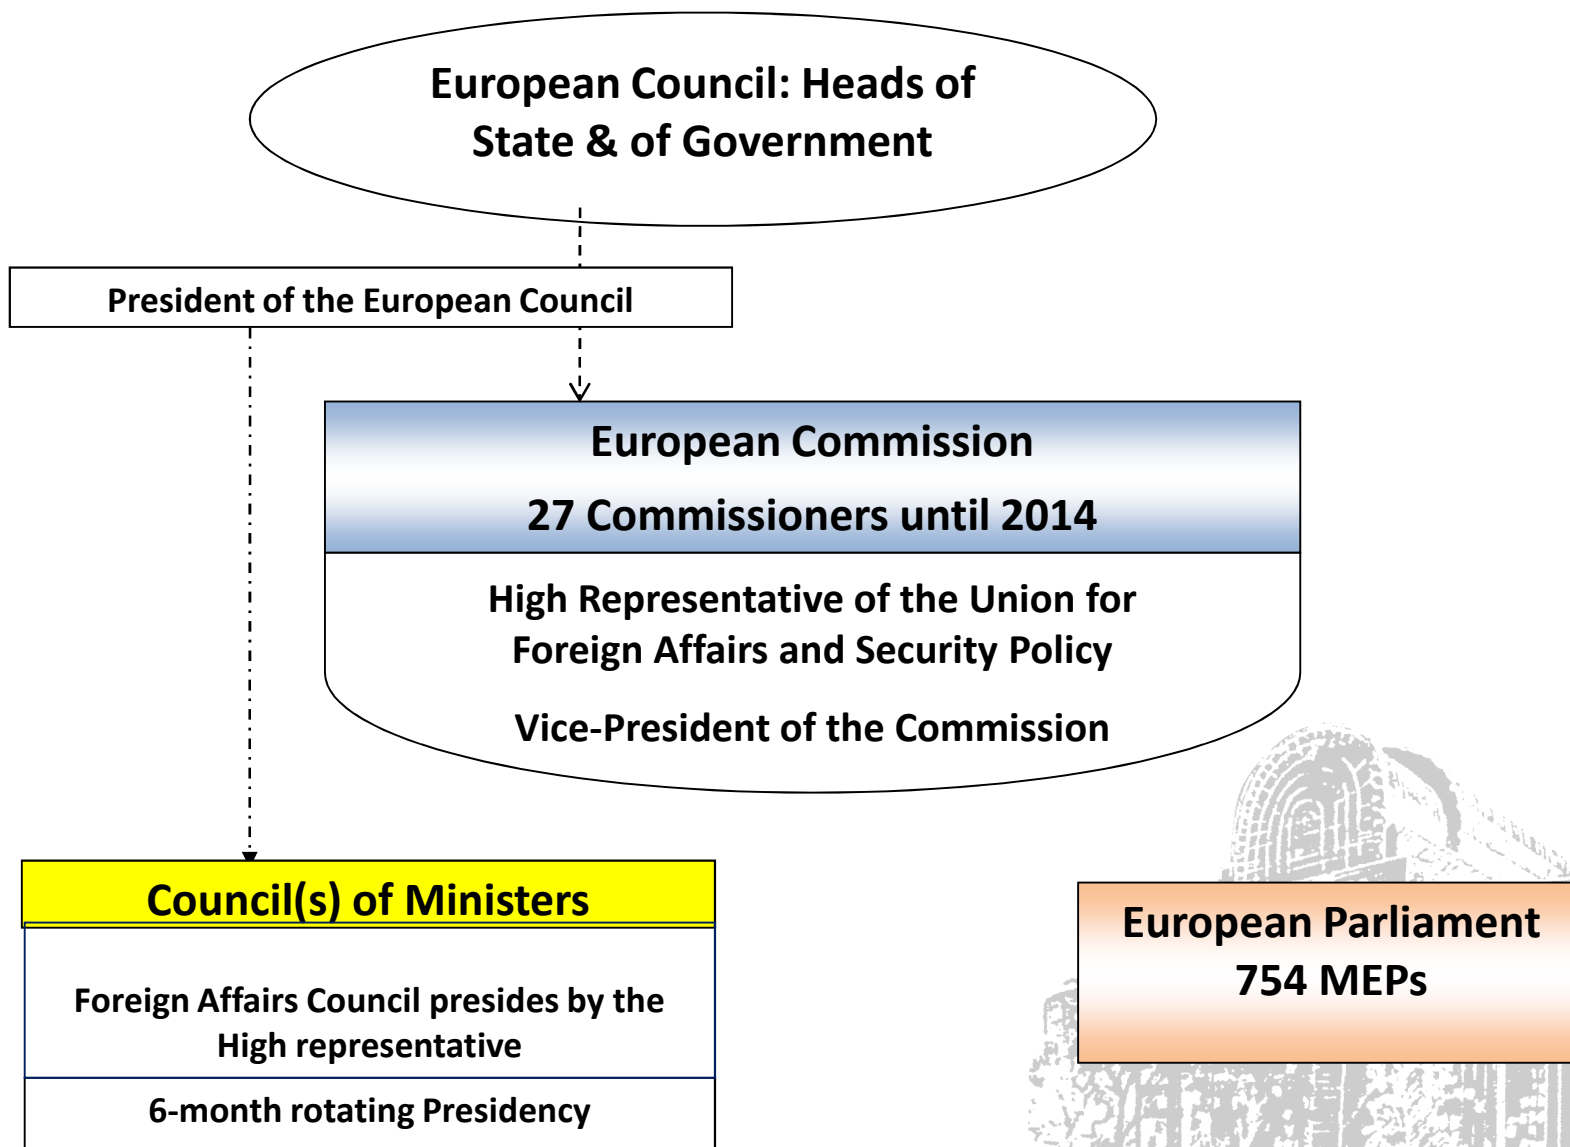 European Council: Heads of
State & of Government
President of the European Council
European Commission
27 Commissioners until 2014
High Representative of the Union for
Foreign Affairs and Security Policy
Vice-President of the Commission
Council(s) of Ministers
Foreign Affairs Council presides by the
High representative
6-month rotating Presidency
European Parliament
754 MEPs